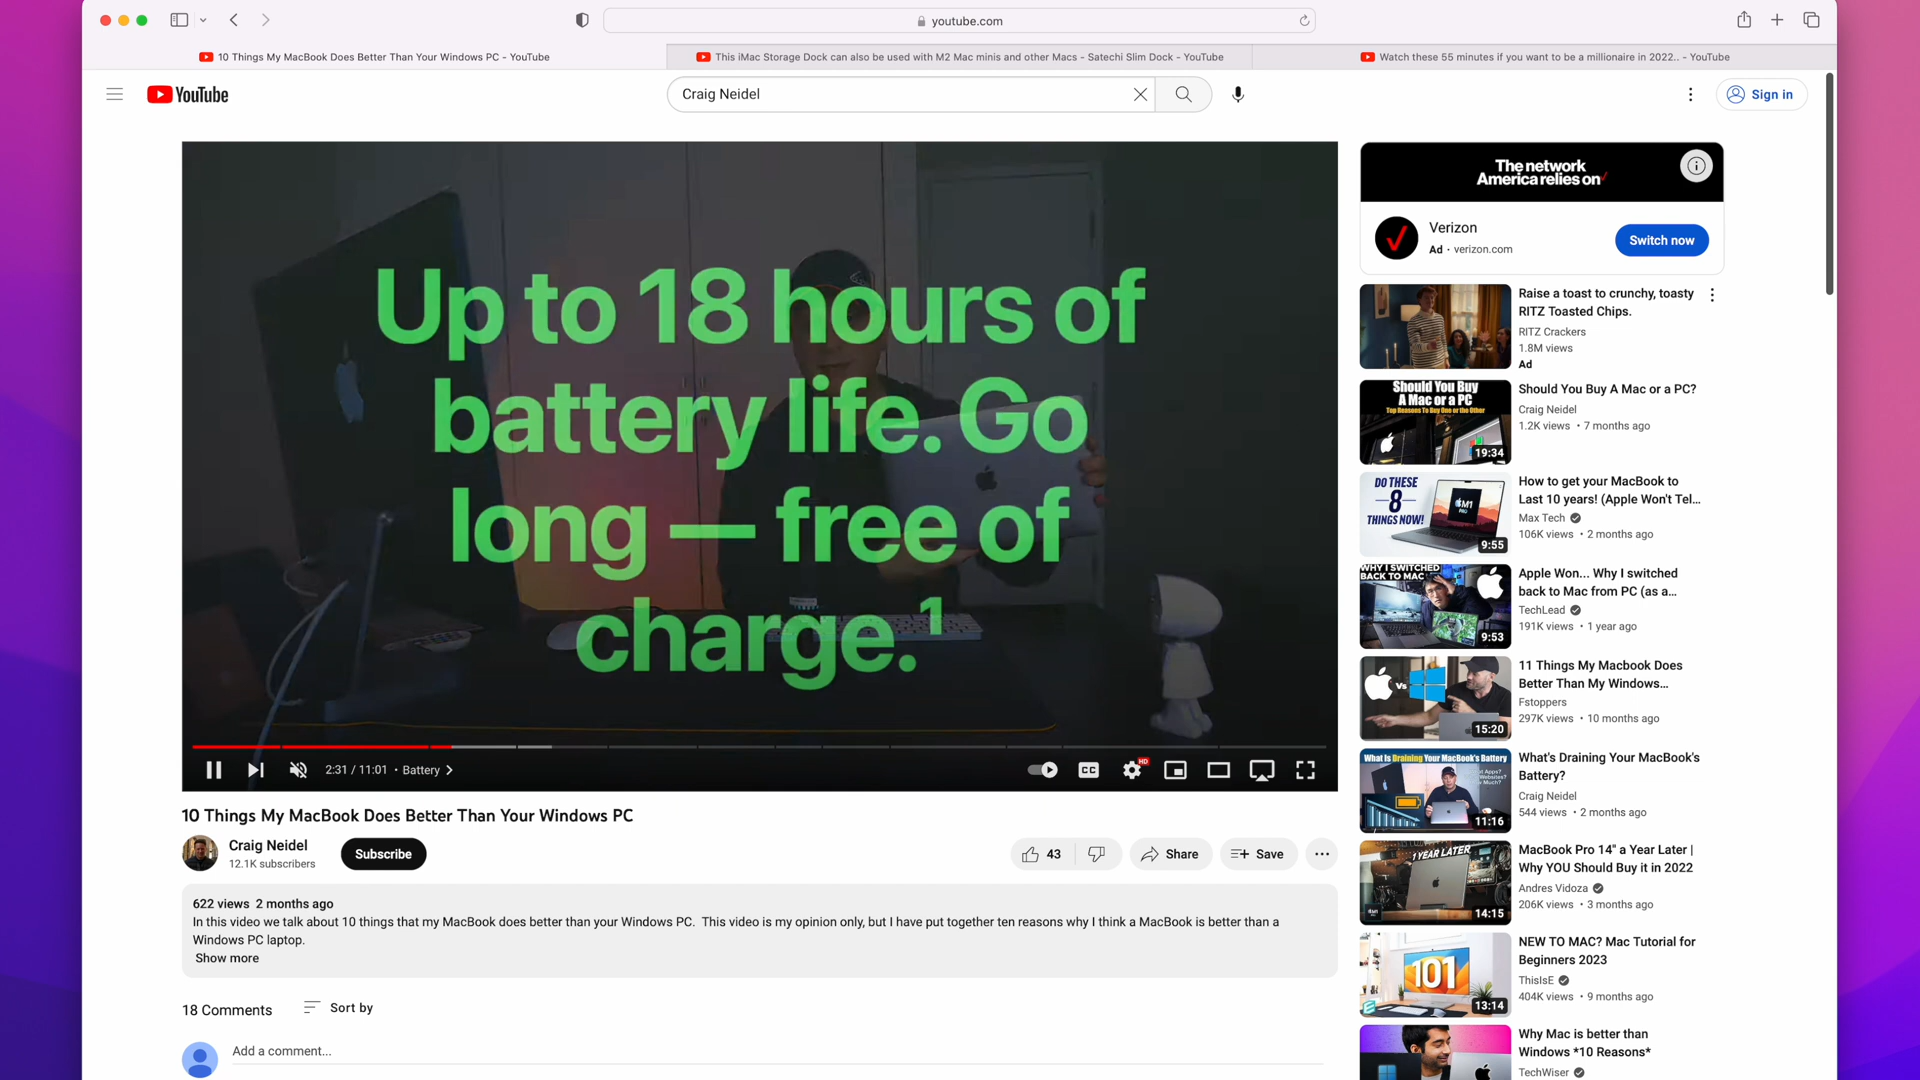 youtube.com
10 Things My MacBook Does Better Than Your Windows PC - YouTube
This iMac Storage Dock can also be used with M2 Mac minis and other Macs - Satechi Slim Dock - YouTube
Watch these 55 minutes if you want to be a millionaire in 2022.. - YouTube
YouTube
Craig Neidel
Sign in
Up to 18 hours of
battery life. Go
long — free of
charge.¹
2:31 / 11:01 • Battery
CC
HD
10 Things My MacBook Does Better Than Your Windows PC
Craig Neidel
12.1K subscribers
Subscribe
43
Share
Save
622 views 2 months ago
In this video we talk about 10 things that my MacBook does better than your Windows PC. This video is my opinion only, but I have put together ten reasons why I think a MacBook is better than a
Windows PC laptop.
Show more
18 Comments
Sort by
Add a comment...
The network
America relies on
Verizon
Ad · verizon.com
Switch now
Raise a toast to crunchy, toasty
RITZ Toasted Chips.
RITZ Crackers
1.8M views
Ad
Should You Buy
A Mac or a PC
Top Reasons To Buy One or the Other
19:34
Should You Buy A Mac or a PC?
Craig Neidel
1.2K views • 7 months ago
DO THESE
8
THINGS NOW!
M1
PRO
9:55
How to get your MacBook to
Last 10 years! (Apple Won't Tel...
Max Tech
106K views • 2 months ago
WHY I SWITCHED
BACK TO MAC
9:53
Apple Won... Why I switched
back to Mac from PC (as a...
TechLead
191K views • 1 year ago
Vs
15:20
11 Things My Macbook Does
Better Than My Windows...
Fstoppers
297K views • 10 months ago
What Is Draining Your MacBook's Battery?
11:16
What's Draining Your MacBook's
Battery?
Craig Neidel
544 views • 2 months ago
1 YEAR LATER
14:15
MacBook Pro 14" a Year Later |
Why YOU Should Buy it in 2022
Andres Vidoza
206K views • 3 months ago
101
13:14
NEW TO MAC? Mac Tutorial for
Beginners 2023
ThisIsE
404K views • 9 months ago
Why Mac is better than
Windows *10 Reasons*
TechWiser